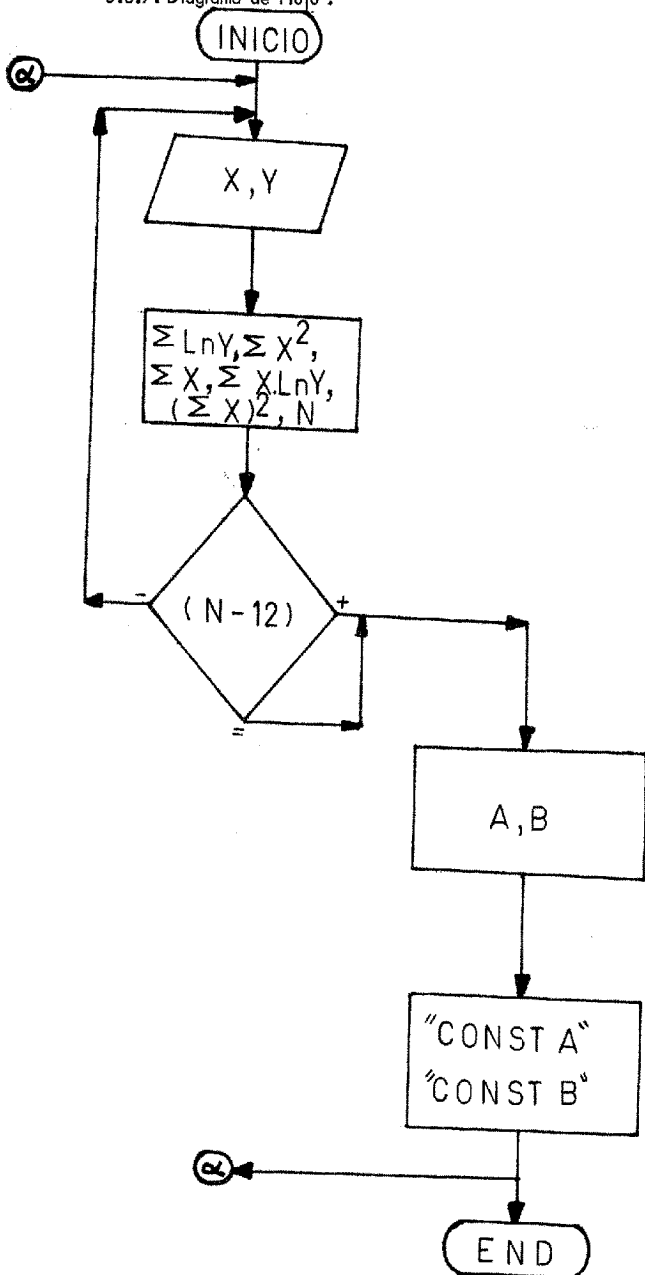 Diagrama de Flujo .
INICIO
α
X,Y
Σ LnY, Σ X²,
Σ X, Σ X.LnY,
(Σ X)², N
-
(N-12)
+
=
A,B
"CONST A"
"CONST B"
α
END